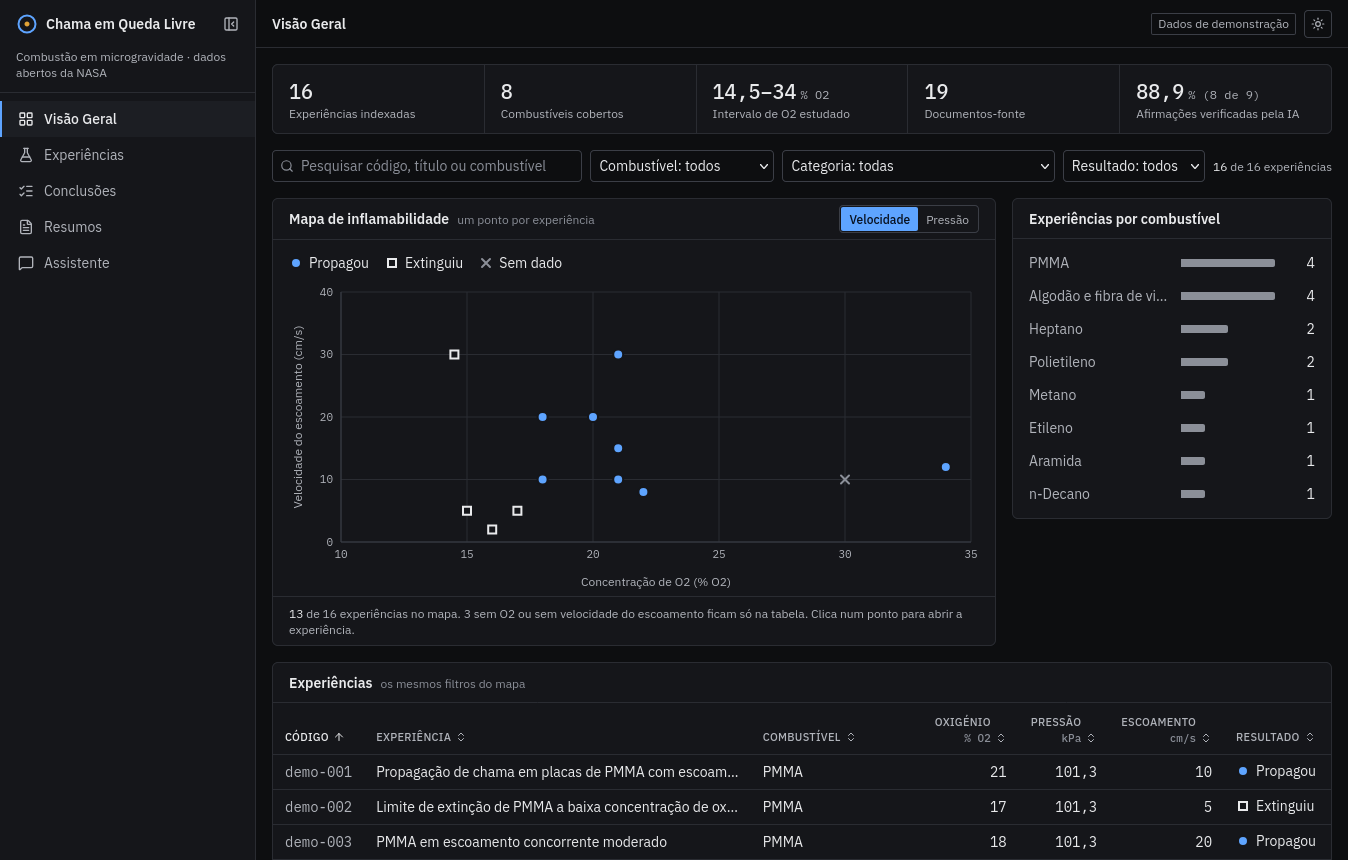 Chama em Queda Livre
Combustão em microgravidade · dados
abertos da NASA
Visão Geral
Experiências
Conclusões
Resumos
Assistente
Visão Geral
Dados de demonstração
16
Experiências indexadas
8
Combustíveis cobertos
14,5–34 % O2
Intervalo de O2 estudado
19
Documentos-fonte
88,9 % (8 de 9)
Afirmações verificadas pela IA
Pesquisar código, título ou combustível
Combustível: todos
Categoria: todas
Resultado: todos
16 de 16 experiências
Mapa de inflamabilidade um ponto por experiência
Velocidade Pressão
Propagou Extinguiu Sem dado
Velocidade do escoamento (cm/s)
40
30
20
10
0
10 15 20 25 30 35
Concentração de O2 (% O2)
13 de 16 experiências no mapa. 3 sem O2 ou sem velocidade do escoamento ficam só na tabela. Clica num ponto para abrir a
experiência.
Experiências por combustível
PMMA 4
Algodão e fibra de vi... 4
Heptano 2
Polietileno 2
Metano 1
Etileno 1
Aramida 1
n-Decano 1
Experiências os mesmos filtros do mapa
CÓDIGO EXPERIÊNCIA COMBUSTÍVEL OXIGÉNIO % O2 PRESSÃO kPa ESCOAMENTO cm/s RESULTADO
demo-001 Propagação de chama em placas de PMMA com escoam... PMMA 21 101,3 10 Propagou
demo-002 Limite de extinção de PMMA a baixa concentração de ox... PMMA 17 101,3 5 Extinguiu
demo-003 PMMA em escoamento concorrente moderado PMMA 18 101,3 20 Propagou